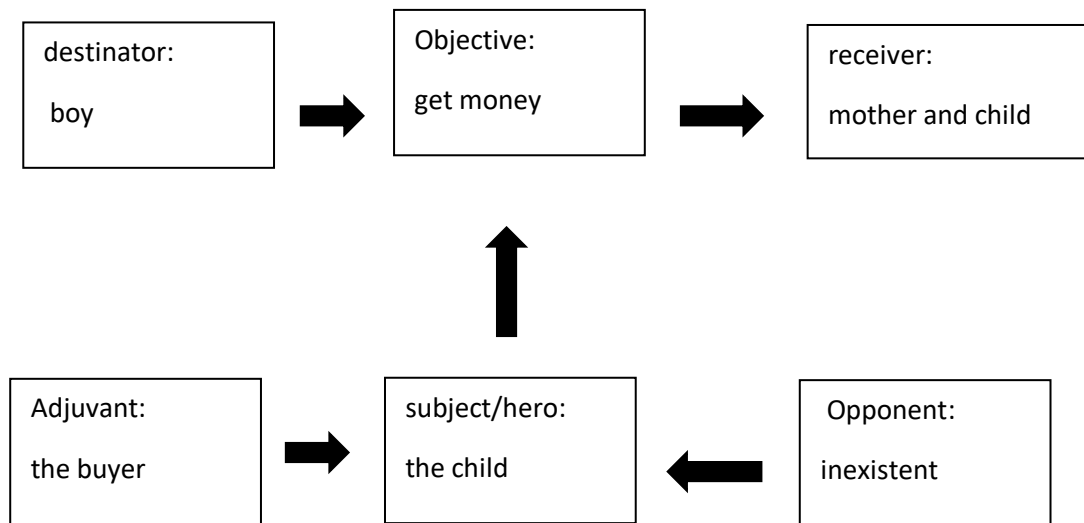 destinator:
boy
Objective:
get money
receiver:
mother and child
Adjuvant:
the buyer
subject/hero:
the child
Opponent:
inexistent